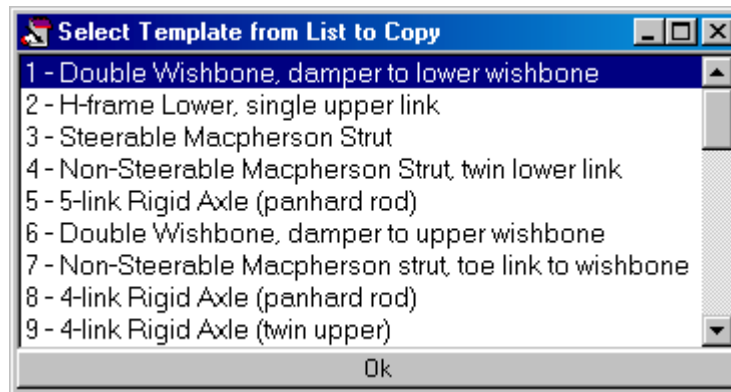 Select Template from List to Copy
1 - Double Wishbone, damper to lower wishbone
2 - H-frame Lower, single upper link
3 - Steerable Macpherson Strut
4 - Non-Steerable Macpherson Strut, twin lower link
5 - 5-link Rigid Axle (panhard rod)
6 - Double Wishbone, damper to upper wishbone
7 - Non-Steerable Macpherson strut, toe link to wishbone
8 - 4-link Rigid Axle (panhard rod)
9 - 4-link Rigid Axle (twin upper)
Ok